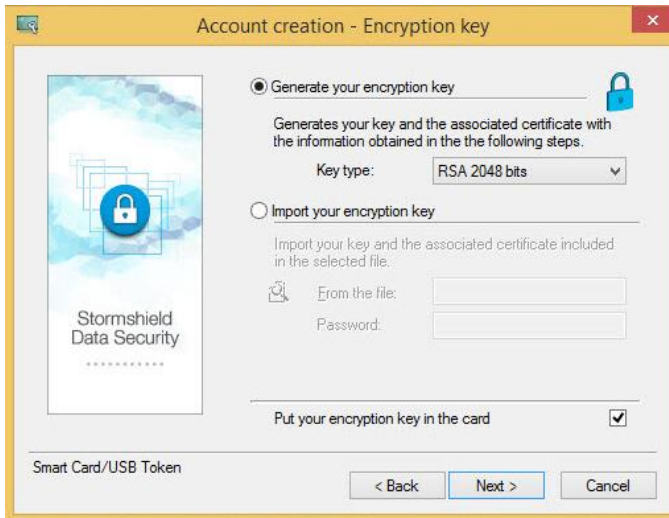 Account creation - Encryption key
Generate your encryption key
Generates your key and the associated certificate with
the information obtained in the the following steps.
Key type: RSA 2048 bits
Import your encryption key
Import your key and the associated certificate included
in the selected file.
From the file:
Password:
Stormshield
Data Security
Put your encryption key in the card
Smart Card/USB Token
< Back Next > Cancel